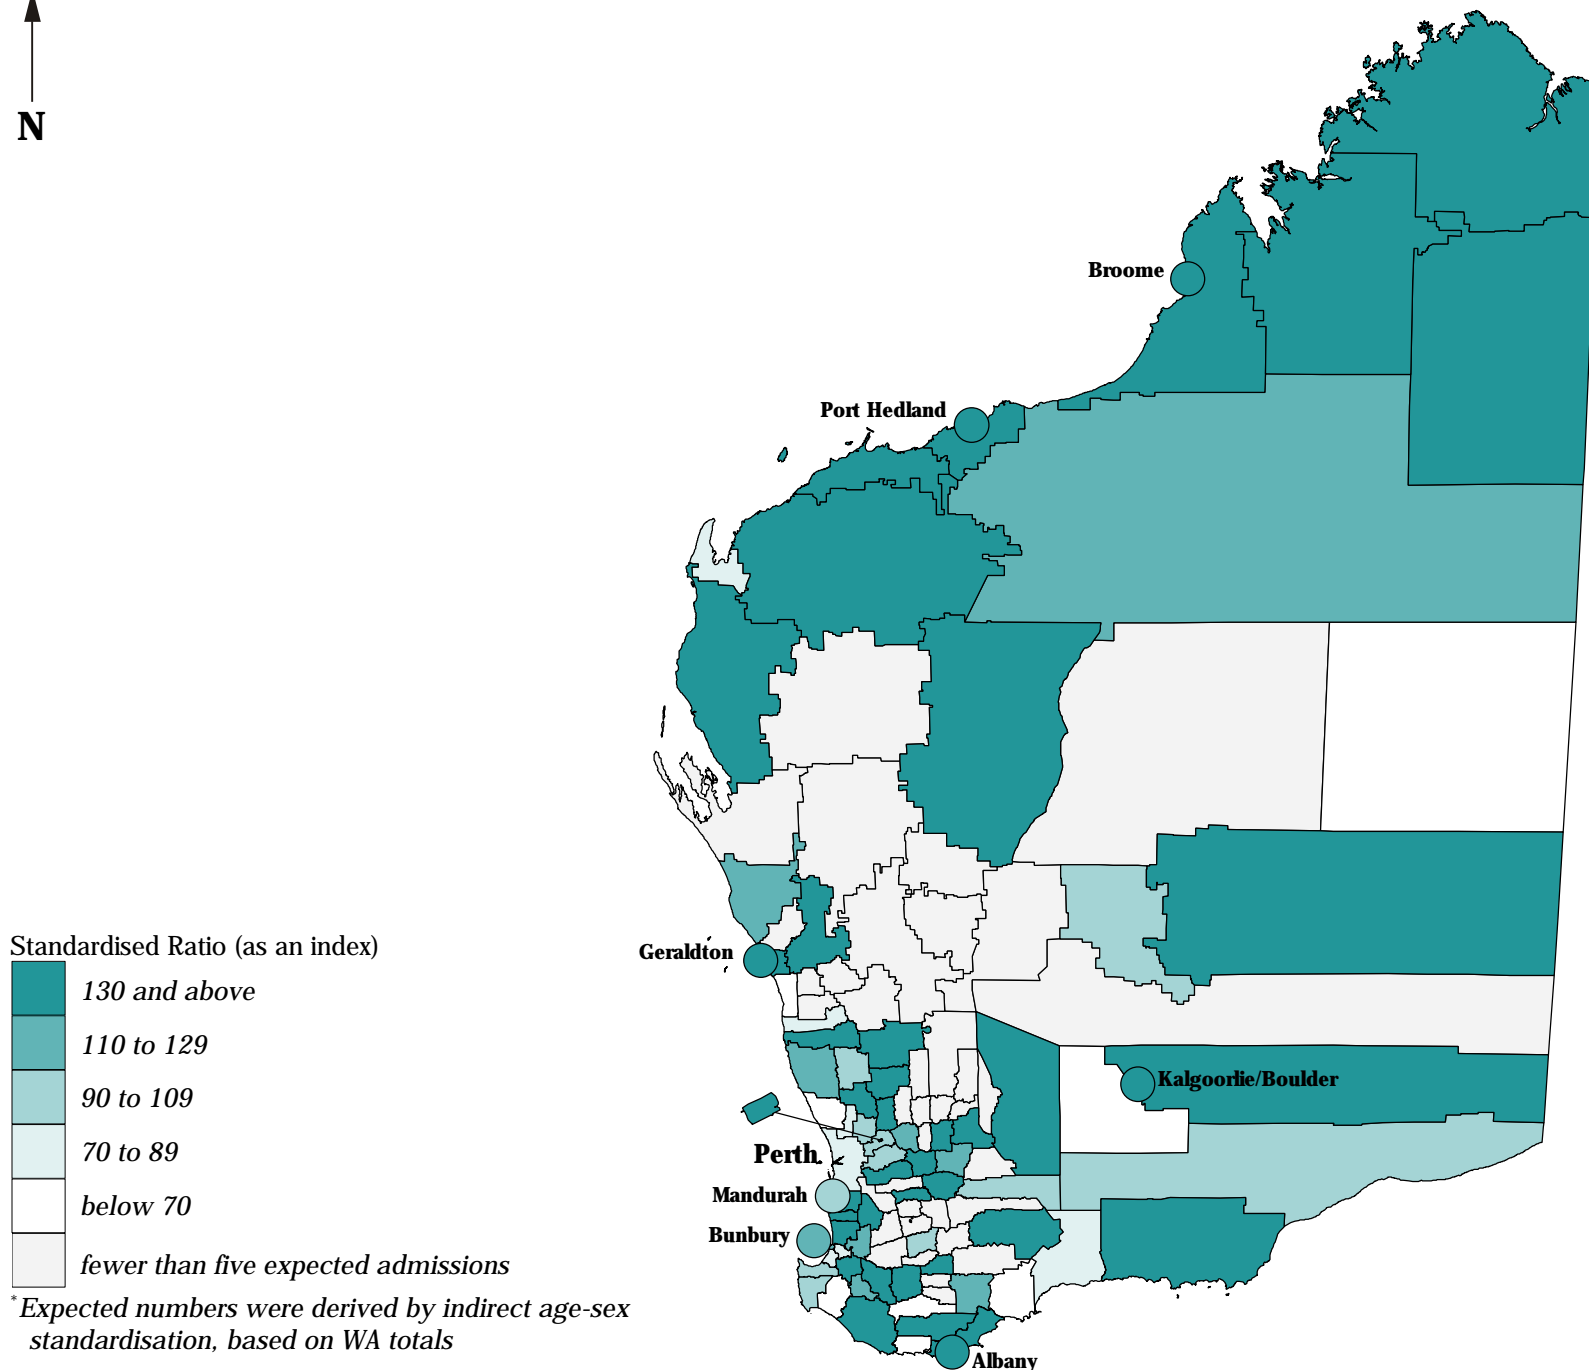 N
Broome
Port Hedland
Geraldton
Standardised Ratio (as an index)
130 and above
110 to 129
90 to 109
70 to 89
below 70
fewer than five expected admissions
*Expected numbers were derived by indirect age-sex
standardisation, based on WA totals
Kalgoorlie/Boulder
Perth
Mandurah
Bunbury
Albany